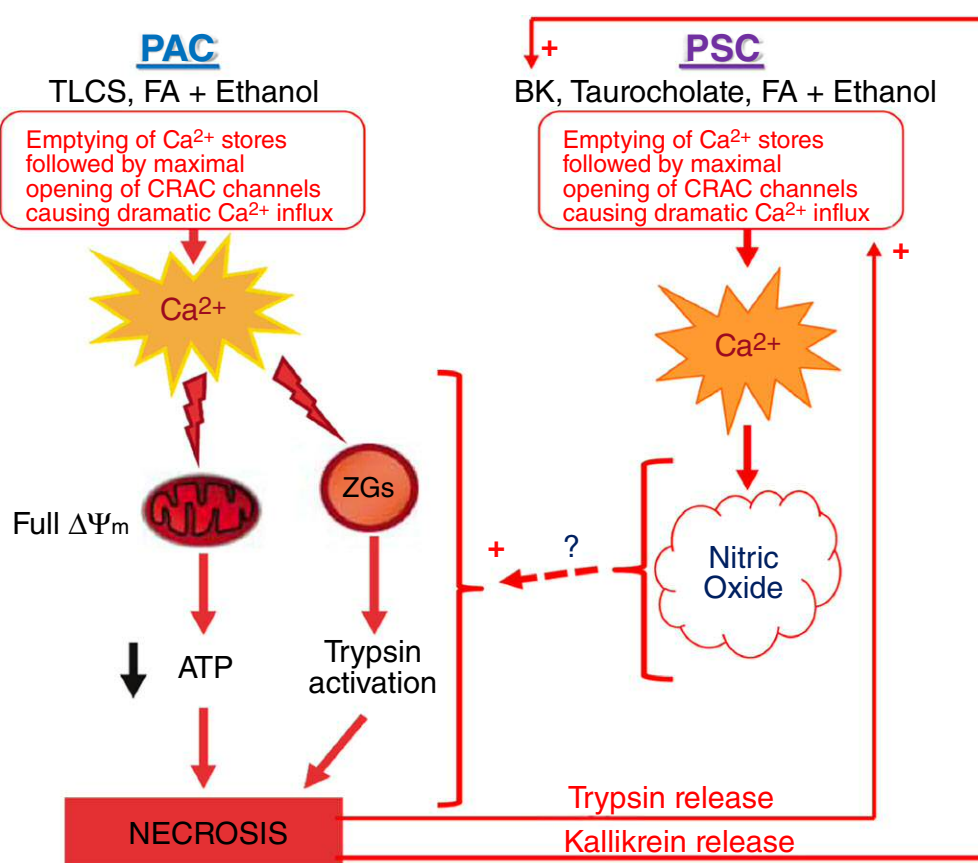 PAC
TLCS, FA + Ethanol
Emptying of Ca²⁺ stores
followed by maximal
opening of CRAC channels
causing dramatic Ca²⁺ influx
Ca²⁺
ZGs
Full ΔΨm
ATP
Trypsin
activation
NECROSIS
+
PSC
BK, Taurocholate, FA + Ethanol
Emptying of Ca²⁺ stores
followed by maximal
opening of CRAC channels
causing dramatic Ca²⁺ influx
+
Ca²⁺
Nitric
Oxide
+
?
Trypsin release
Kallikrein release